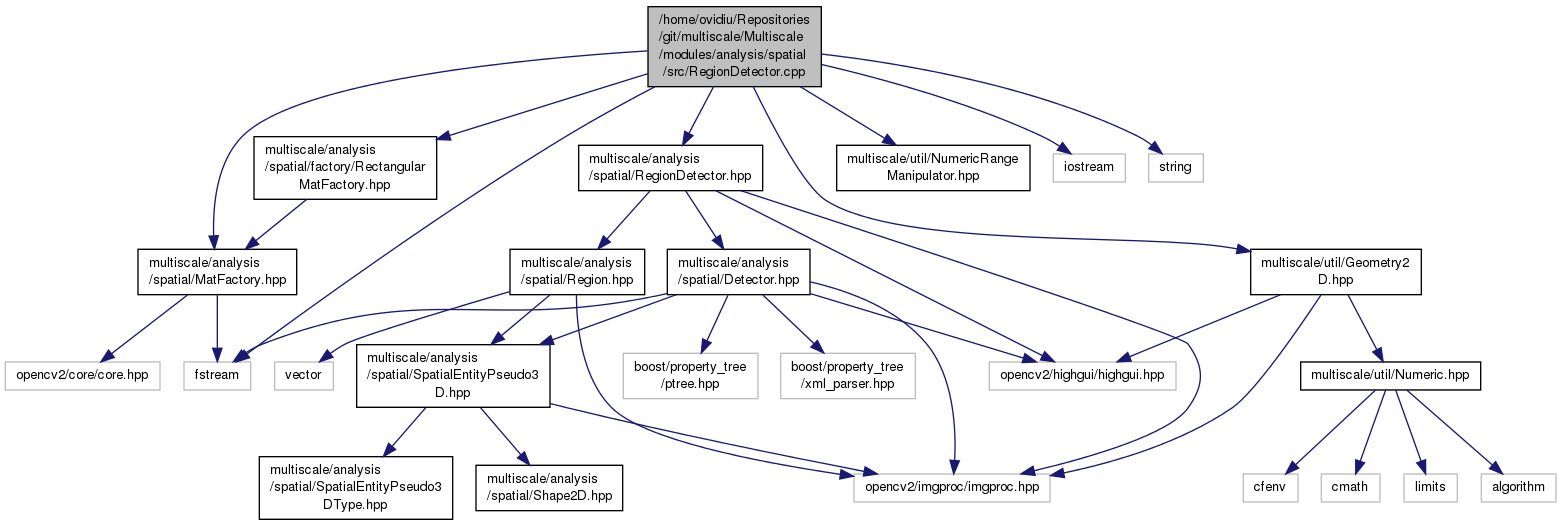 /home/ovidiu/Repositories
/git/multiscale/Multiscale
/modules/analysis/spatial
/src/RegionDetector.cpp
multiscale/analysis
/spatial/factory/Rectangular
MatFactory.hpp
multiscale/analysis
/spatial/RegionDetector.hpp
multiscale/util/NumericRange
Manipulator.hpp
iostream
string
multiscale/analysis
/spatial/MatFactory.hpp
multiscale/analysis
/spatial/Region.hpp
multiscale/analysis
/spatial/Detector.hpp
multiscale/util/Geometry2
D.hpp
opencv2/core/core.hpp
fstream
vector
multiscale/analysis
/spatial/SpatialEntityPseudo3
D.hpp
boost/property_tree
/ptree.hpp
boost/property_tree
/xml_parser.hpp
opencv2/highgui/highgui.hpp
multiscale/util/Numeric.hpp
multiscale/analysis
/spatial/SpatialEntityPseudo3
DType.hpp
multiscale/analysis
/spatial/Shape2D.hpp
opencv2/imgproc/imgproc.hpp
cfenv
cmath
limits
algorithm